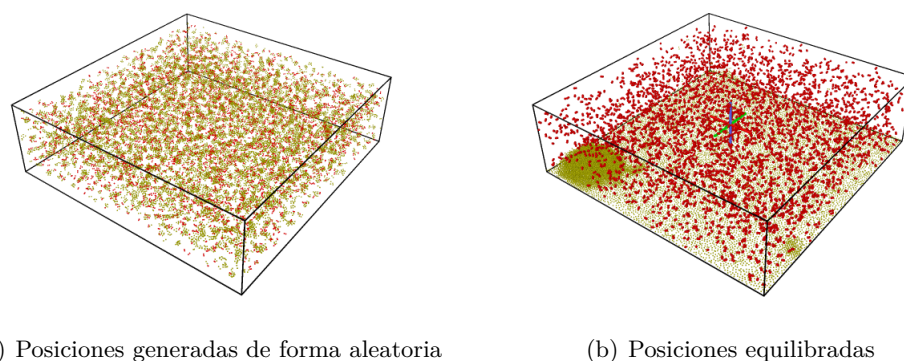 ) Posiciones generadas de forma aleatoria
(b) Posiciones equilibradas